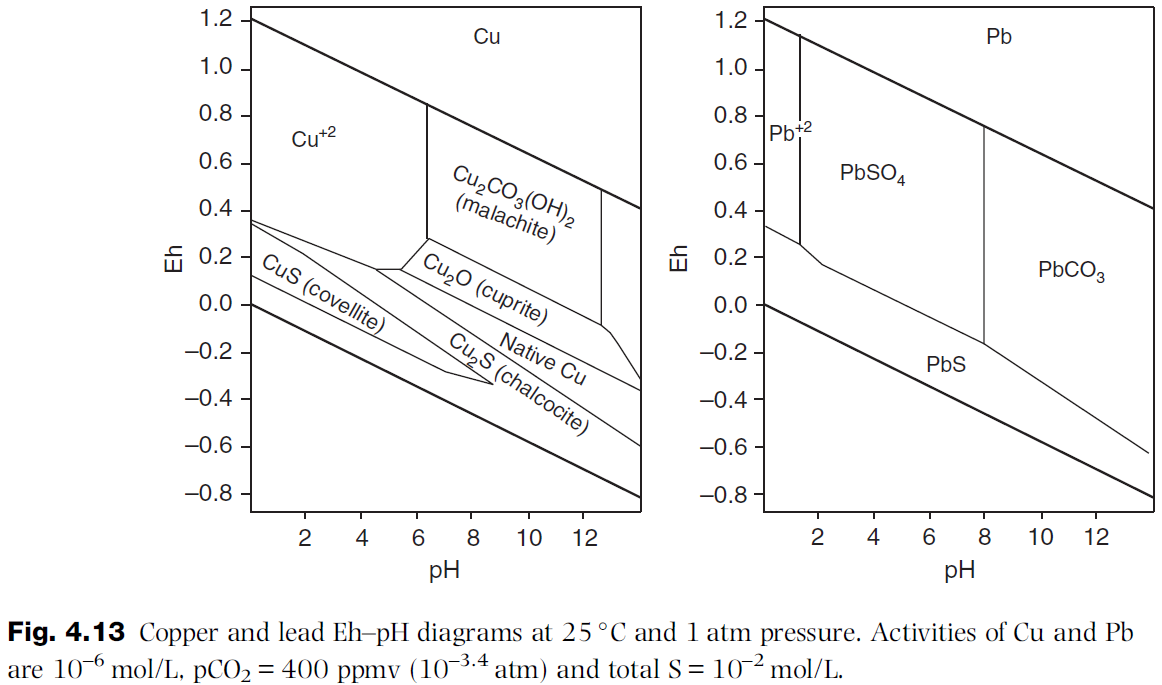 Cu
1.2
1.0
0.8
0.6
0.4
0.2
0.0
−0.2
−0.4
−0.6
−0.8
Eh
Cu⁺²
Cu₂CO₃(OH)₂
(malachite)
Cu₂O (cuprite)
CuS (covellite)
Native Cu
Cu₂S (chalcocite)
2 4 6 8 10 12
pH
Pb
1.2
1.0
0.8
0.6
0.4
0.2
0.0
−0.2
−0.4
−0.6
−0.8
Eh
Pb⁺²
PbSO₄
PbCO₃
PbS
2 4 6 8 10 12
pH
Fig. 4.13 Copper and lead Eh–pH diagrams at 25 °C and 1 atm pressure. Activities of Cu and Pb
are 10⁻⁶ mol/L, pCO₂ = 400 ppmv (10⁻³·⁴ atm) and total S = 10⁻² mol/L.